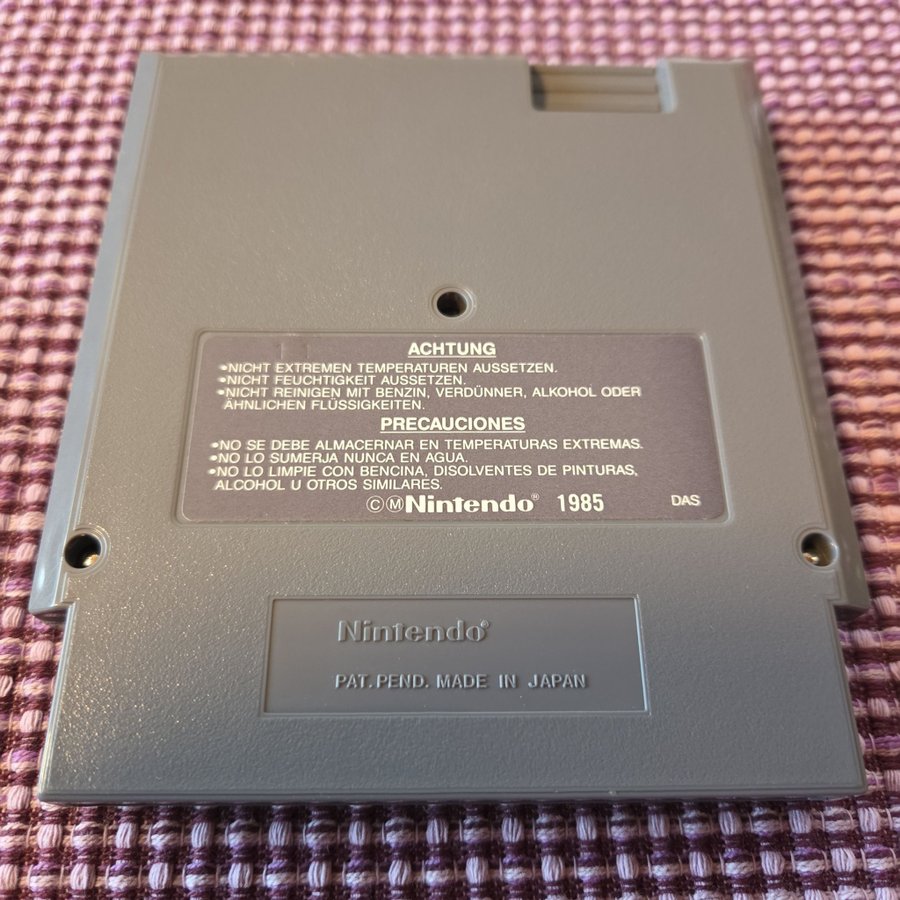 ACHTUNG
•NICHT EXTREMEN TEMPERATUREN AUSSETZEN.
•NICHT FEUCHTIGKEIT AUSSETZEN.
•NICHT REINIGEN MIT BENZIN, VERDÜNNER, ALKOHOL ODER
ÄHNLICHEN FLÜSSIGKEITEN.
PRECAUCIONES
•NO SE DEBE ALMACERNAR EN TEMPERATURAS EXTREMAS.
•NO LO SUMERJA NUNCA EN AGUA.
•NO LO LIMPIE CON BENCINA, DISOLVENTES DE PINTURAS,
ALCOHOL U OTROS SIMILARES.
ⒸⓂNintendo® 1985 DAS
Nintendo®
PAT. PEND. MADE IN JAPAN